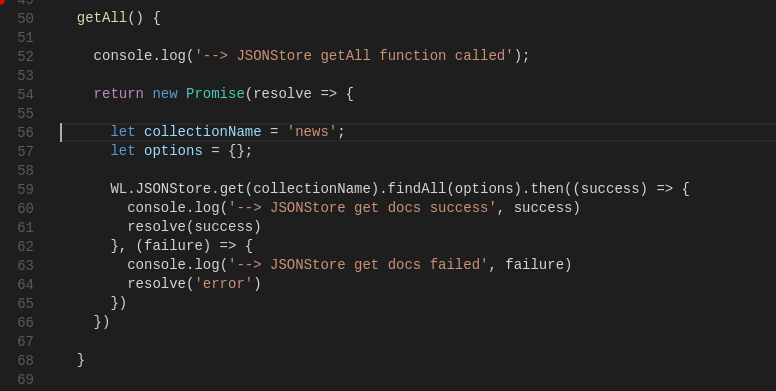 49
50 getAll() {
51
52 console.log('--> JSONStore getAll function called');
53
54 return new Promise(resolve => {
55
56 let collectionName = 'news';
57 let options = {};
58
59 WL.JSONStore.get(collectionName).findAll(options).then((success) => {
60 console.log('--> JSONStore get docs success', success)
61 resolve(success)
62 }, (failure) => {
63 console.log('--> JSONStore get docs failed', failure)
64 resolve('error')
65 })
66 })
67
68 }
69